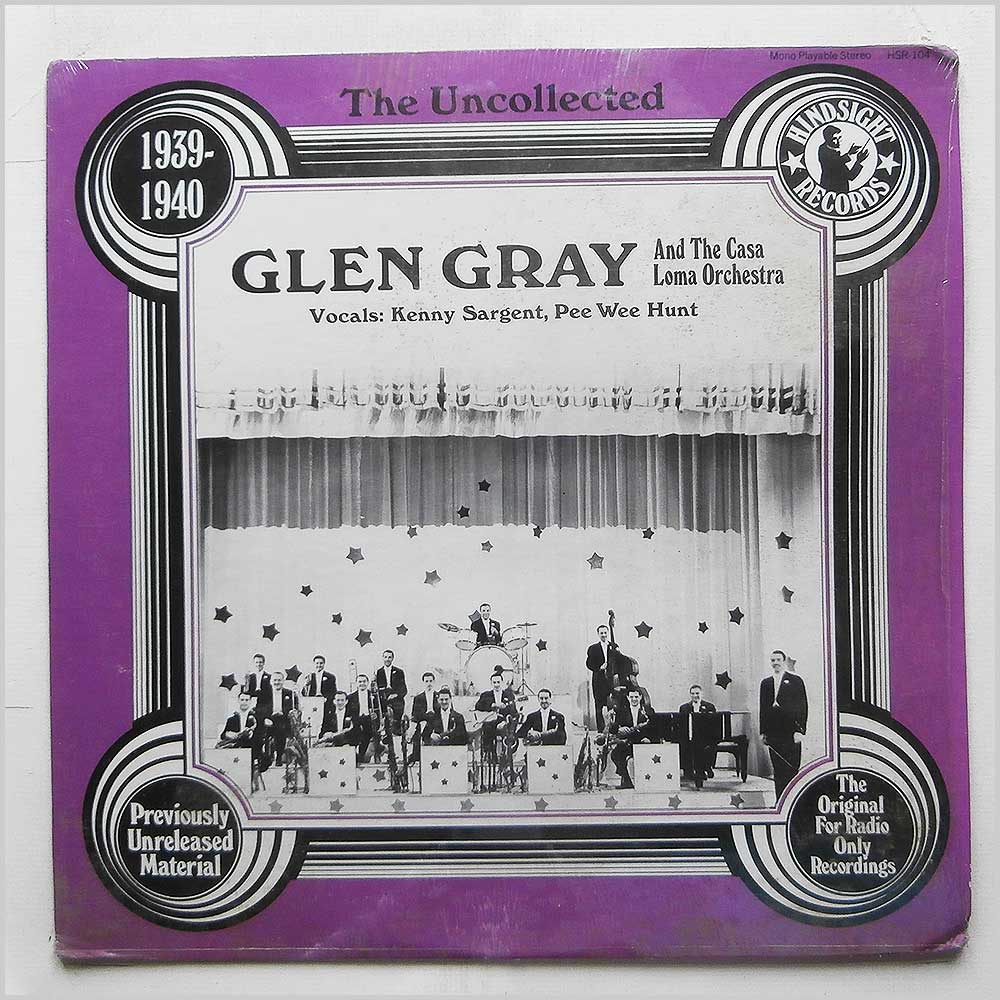 Mono Playable Stereo HSR-104
The Uncollected
1939-
1940
HINDSIGHT
RECORDS
GLEN GRAY
And The Casa
Loma Orchestra
Vocals: Kenny Sargent, Pee Wee Hunt
Previously
Unreleased
Material
The
Original
For Radio
Only
Recordings